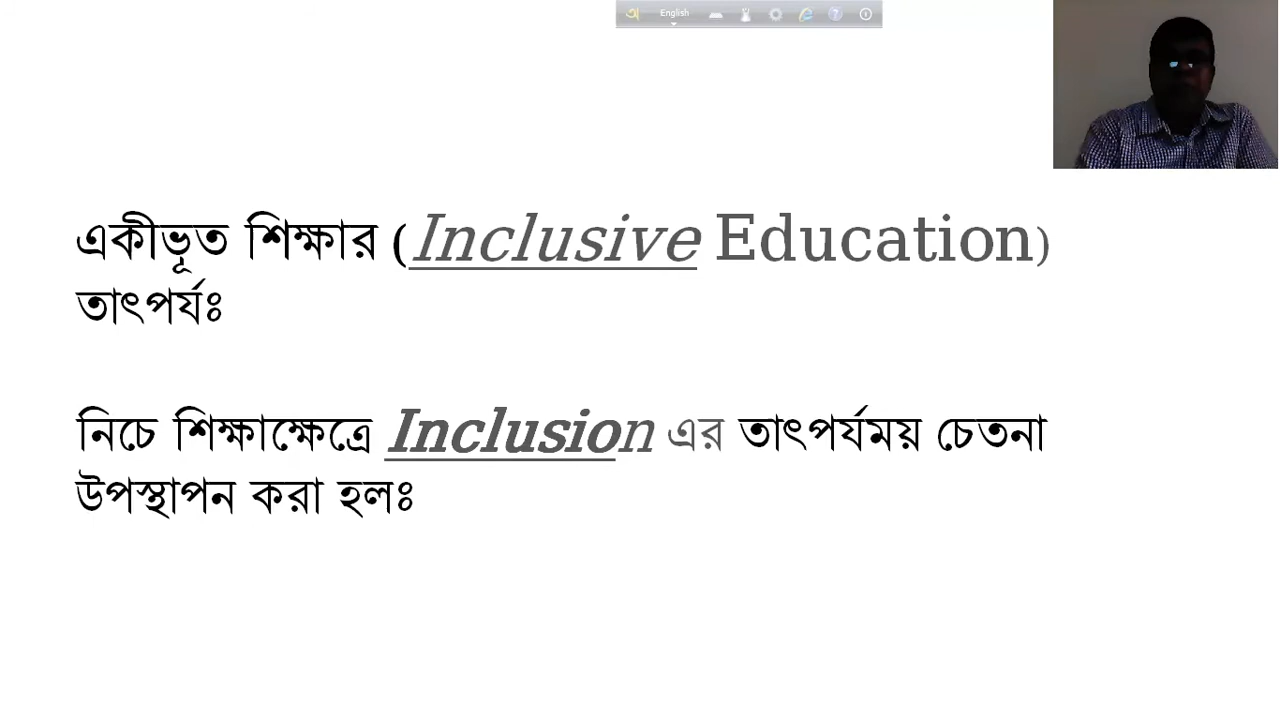 English
একীভূত শিক্ষার (Inclusive Education)
তাৎপর্যঃ
নিচে শিক্ষাক্ষেত্রে Inclusion এর তাৎপর্যময় চেতনা
উপস্থাপন করা হলঃ